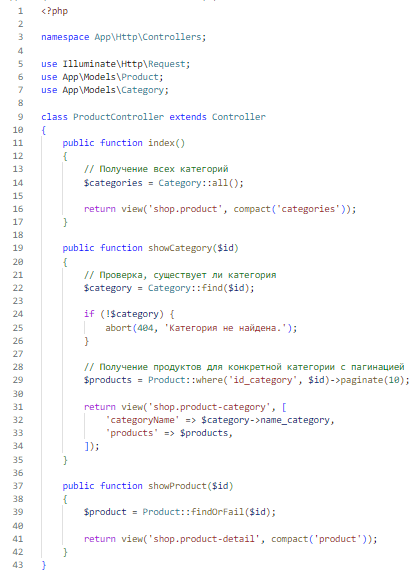 1 <?php
2
3 namespace App\Http\Controllers;
4
5 use Illuminate\Http\Request;
6 use App\Models\Product;
7 use App\Models\Category;
8
9 class ProductController extends Controller
10 {
11 public function index()
12 {
13 // Получение всех категорий
14 $categories = Category::all();
15
16 return view('shop.product', compact('categories'));
17 }
18
19 public function showCategory($id)
20 {
21 // Проверка, существует ли категория
22 $category = Category::find($id);
23
24 if (!$category) {
25 abort(404, 'Категория не найдена.');
26 }
27
28 // Получение продуктов для конкретной категории с пагинацией
29 $products = Product::where('id_category', $id)->paginate(10);
30
31 return view('shop.product-category', [
32 'categoryName' => $category->name_category,
33 'products' => $products,
34 ]);
35 }
36
37 public function showProduct($id)
38 {
39 $product = Product::findOrFail($id);
40
41 return view('shop.product-detail', compact('product'));
42 }
43 }